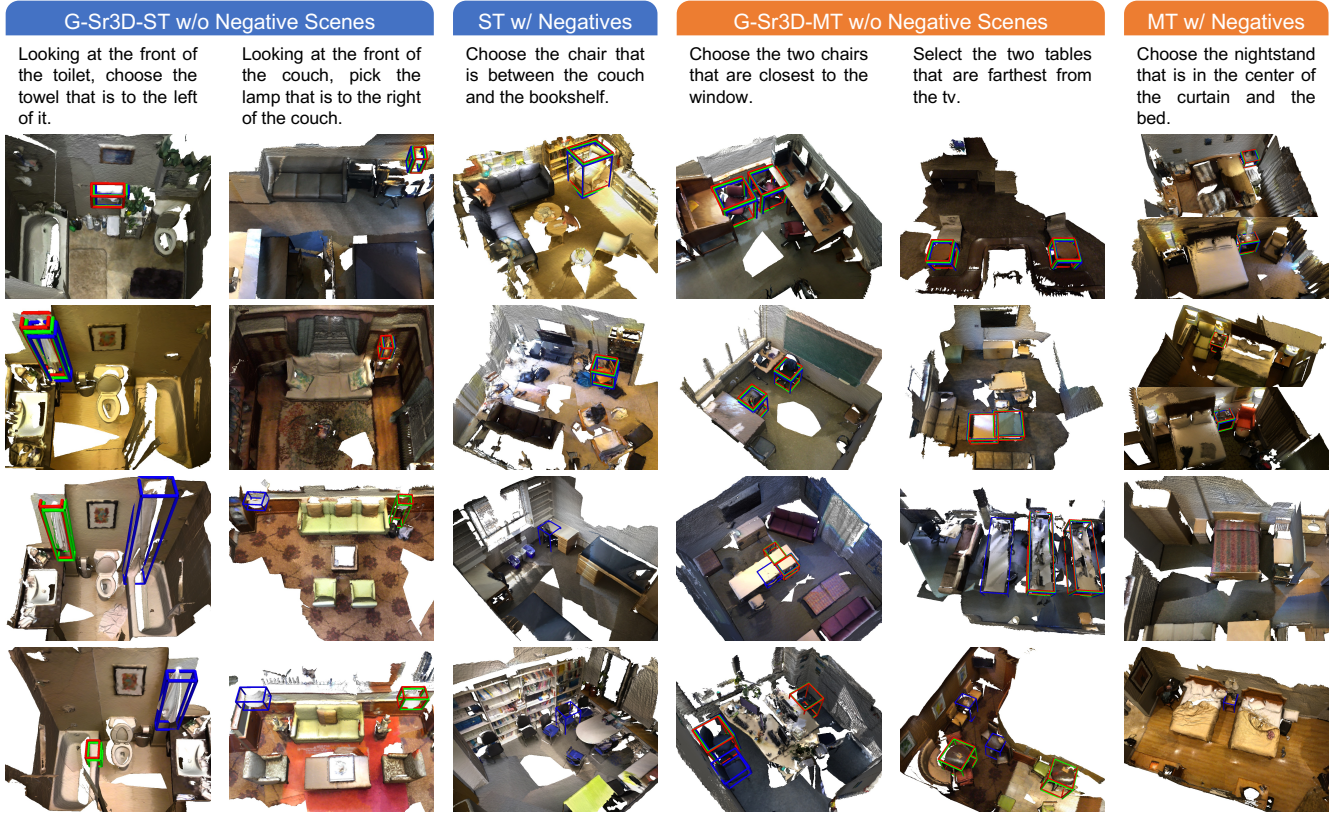 G-Sr3D-ST w/o Negative Scenes
Looking at the front of
the toilet, choose the
towel that is to the left
of it.
Looking at the front of
the couch, pick the
lamp that is to the right
of the couch.
ST w/ Negatives
Choose the chair that
is between the couch
and the bookshelf.
G-Sr3D-MT w/o Negative Scenes
Choose the two chairs
that are closest to the
window.
Select the two tables
that are farthest from
the tv.
MT w/ Negatives
Choose the nightstand
that is in the center of
the curtain and the
bed.